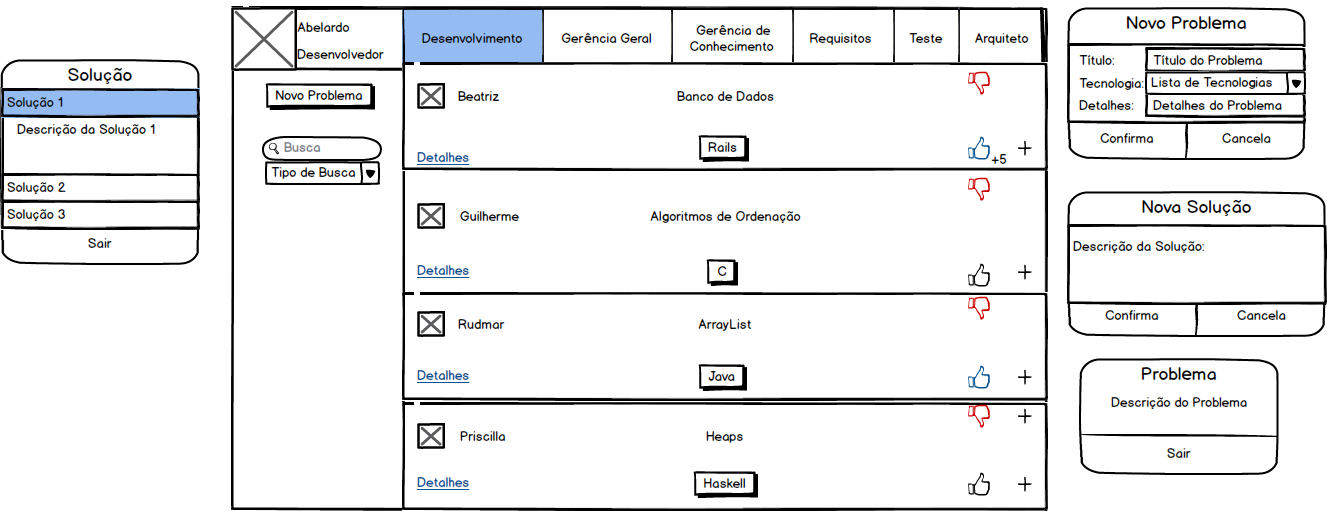 Solução
Solução 1
Descrição da Solução 1
Solução 2
Solução 3
Sair
Abelardo
Desenvolvedor
Novo Problema
Busca
Tipo de Busca
Desenvolvimento
Gerência Geral
Gerência de
Conhecimento
Requisitos
Teste
Arquiteto
Beatriz
Banco de Dados
Detalhes
Rails
+5
+
Guilherme
Algoritmos de Ordenação
Detalhes
C
+
Rudmar
ArrayList
Detalhes
Java
+
Priscilla
Heaps
+
Detalhes
Haskell
+
Novo Problema
Título: Título do Problema
Tecnologia: Lista de Tecnologias
Detalhes: Detalhes do Problema
Confirma Cancela
Nova Solução
Descrição da Solução:
Confirma Cancela
Problema
Descrição do Problema
Sair